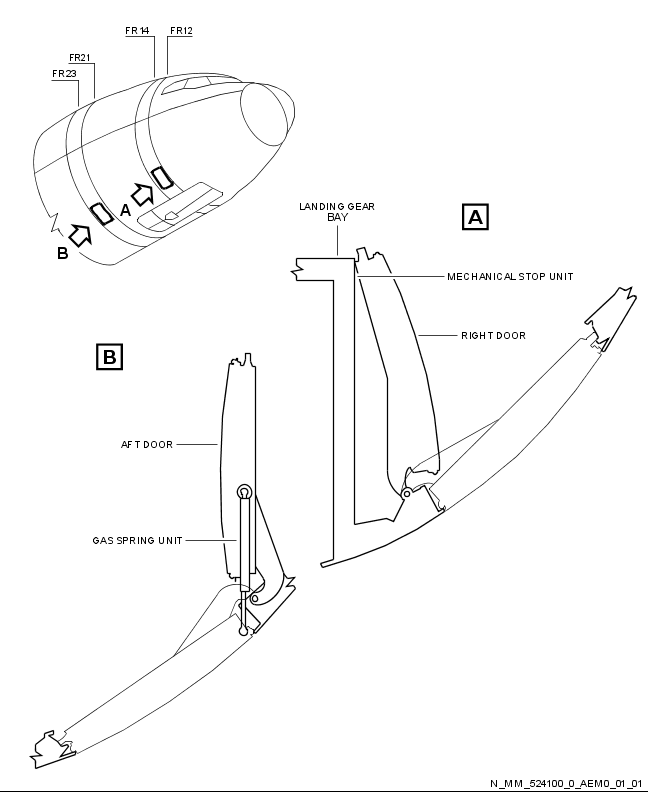 FR14
FR12
FR21
FR23
A
B
LANDING GEAR
BAY
A
MECHANICAL STOP UNIT
RIGHT DOOR
B
AFT DOOR
GAS SPRING UNIT
N_MM_524100_0_AEM0_01_01